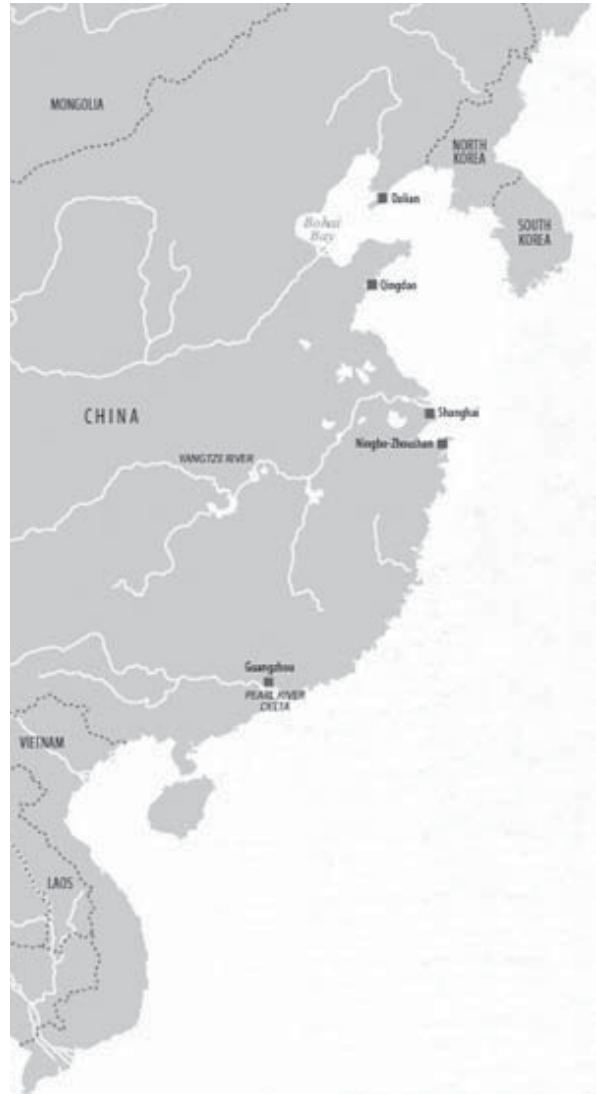 MONGOLIA
NORTH
KOREA
Dalian
SOUTH
KOREA
Bohai
Bay
Qingdao
CHINA
Shanghai
Ningbo-Zhoushan
YANGTZE RIVER
Guangzhou
PEARL RIVER
DELTA
VIETNAM
LAOS